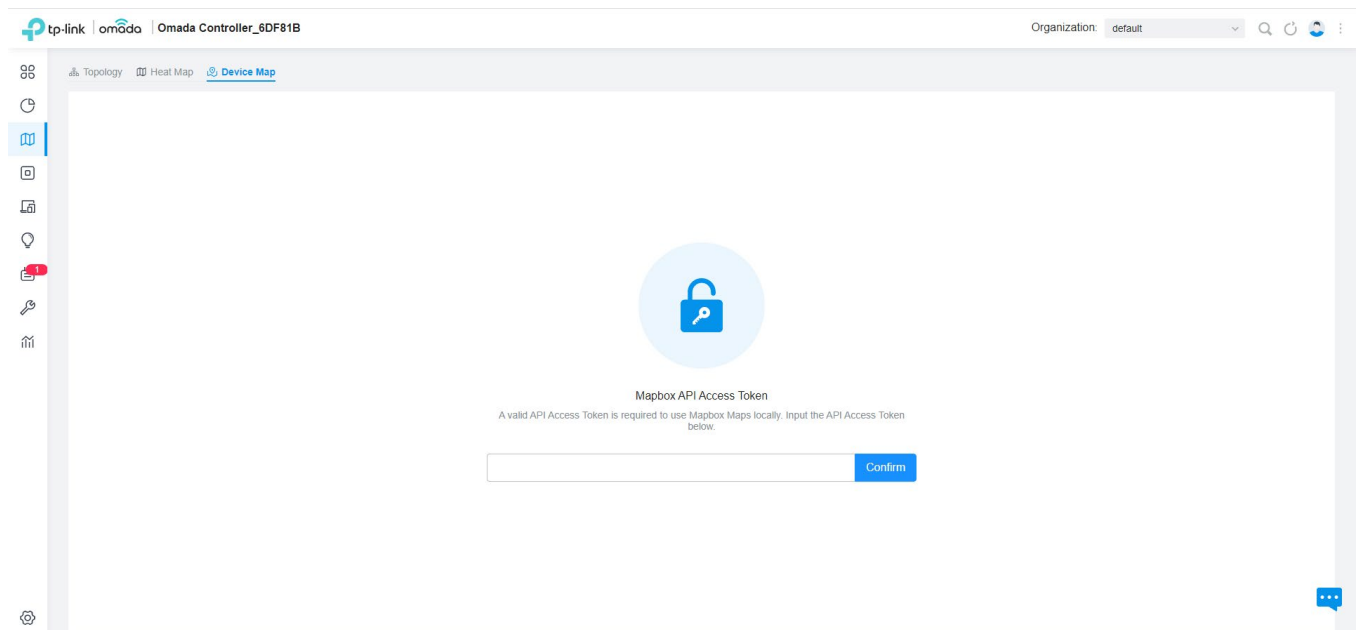 tp-link omada Omada Controller_6DF81B Organization: default
Topology Heat Map Device Map
1
Mapbox API Access Token
A valid API Access Token is required to use Mapbox Maps locally. Input the API Access Token
below.
Confirm